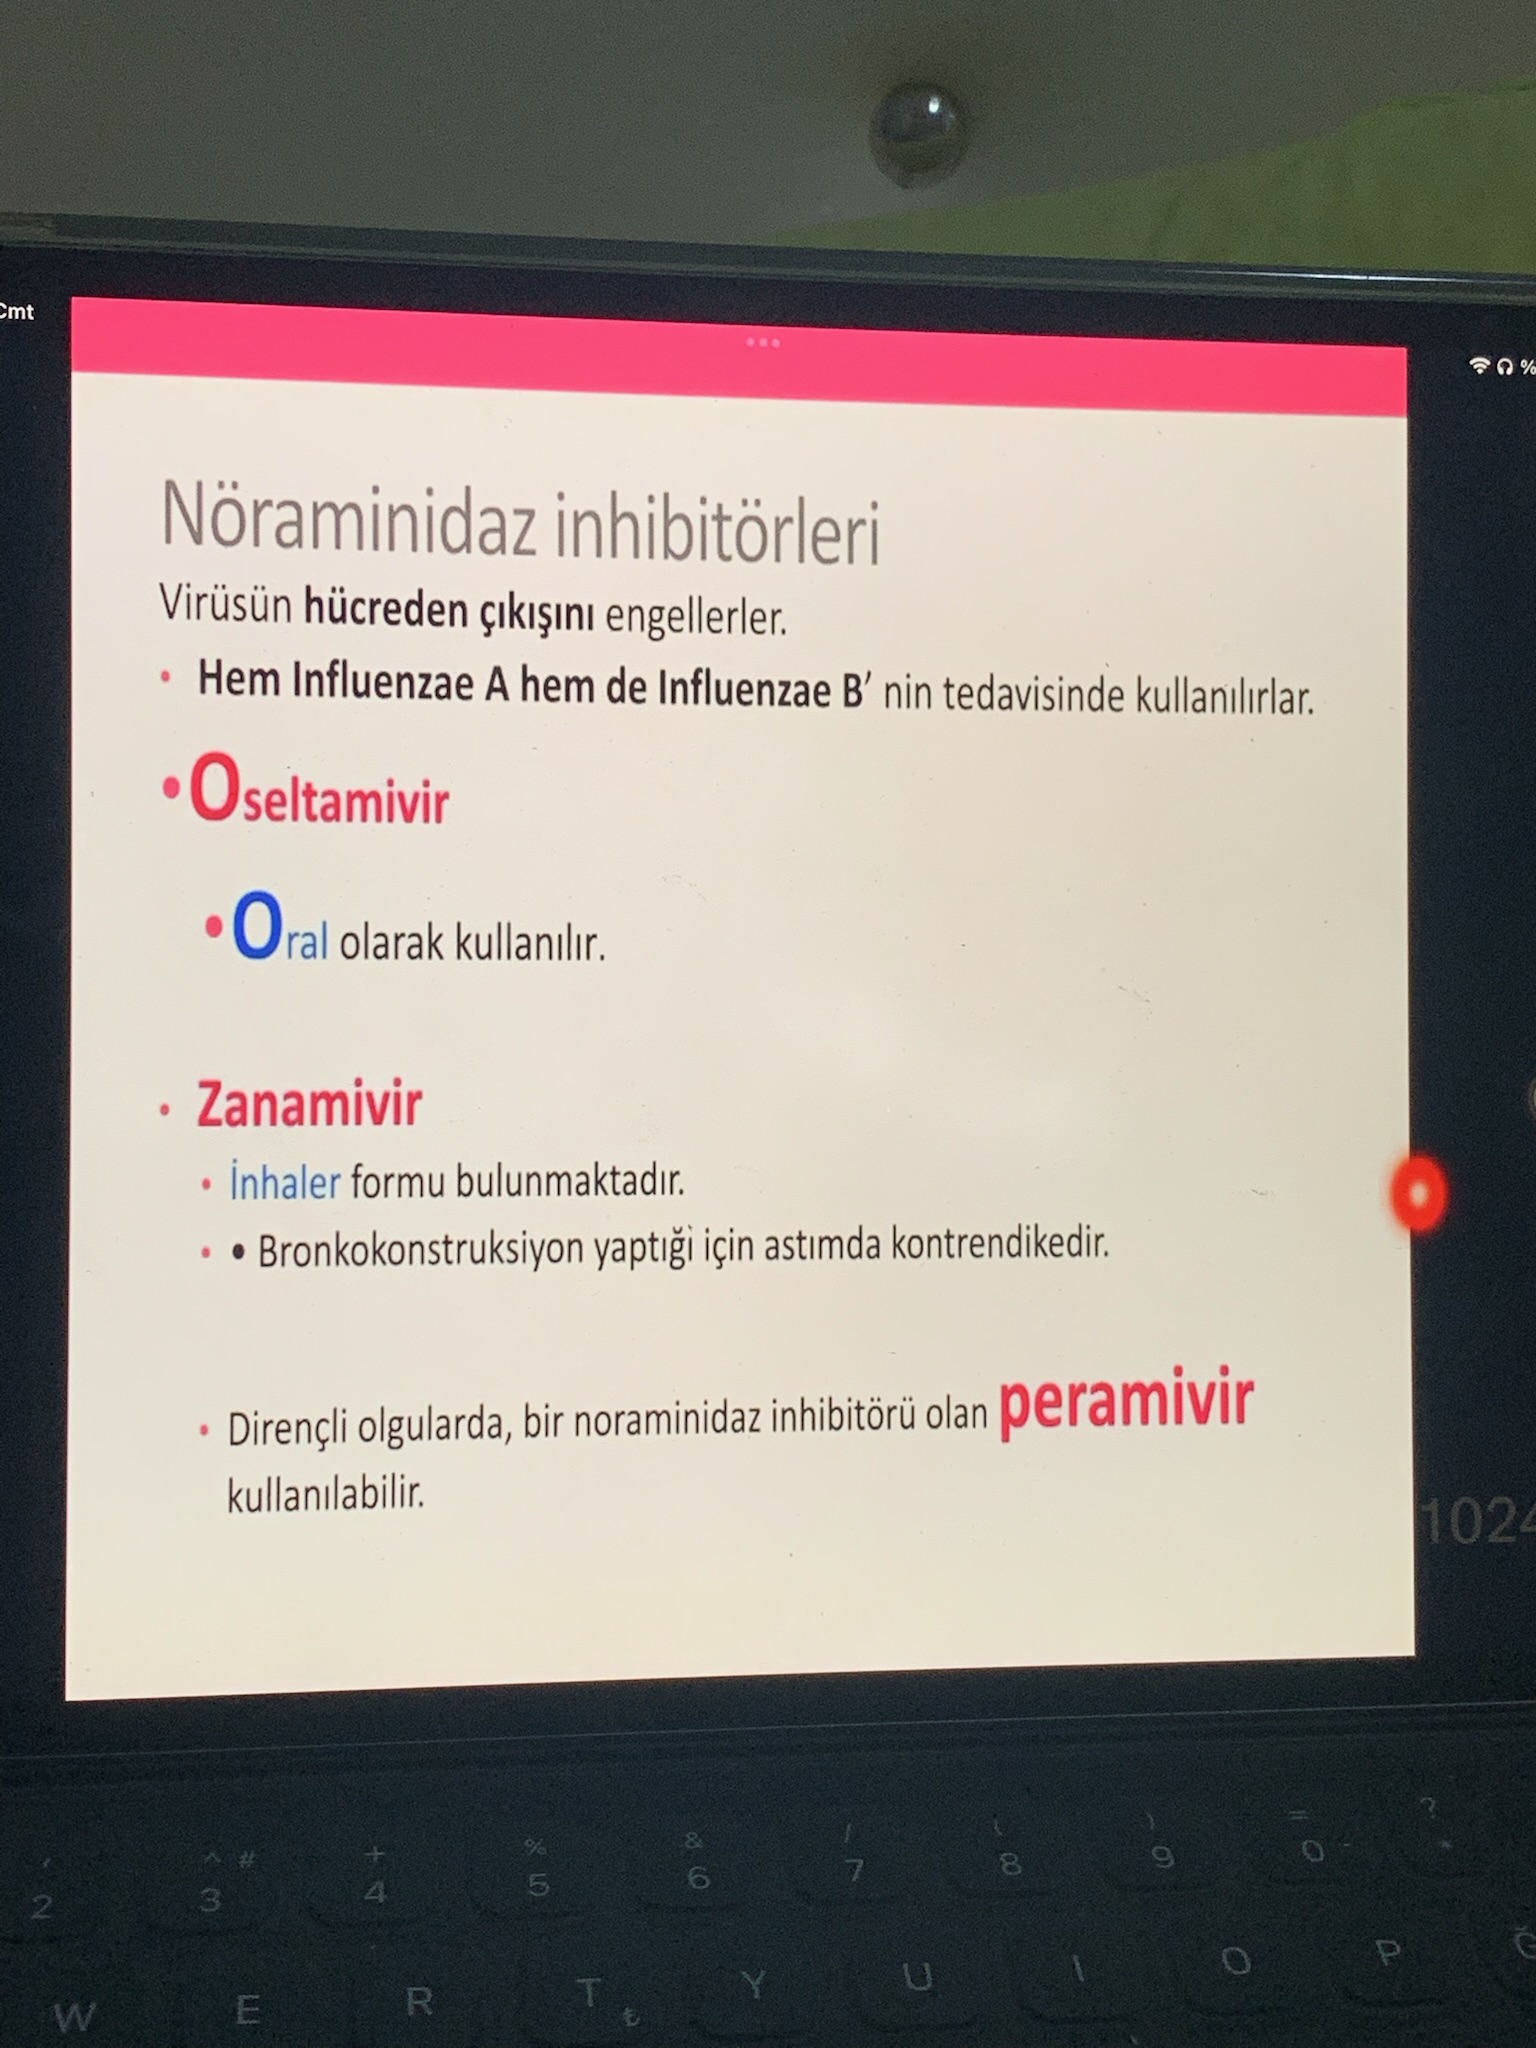 Cmt
%
Nöraminidaz inhibitörleri
Virüsün hücreden çıkışını engellerler.
• Hem Influenzae A hem de Influenzae B' nin tedavisinde kullanılırlar.
• Oseltamivir
• Oral olarak kullanılır.
• Zanamivir
• İnhaler formu bulunmaktadır.
• • Bronkokonstruksiyon yaptığı için astımda kontrendikedir.
• Dirençli olgularda, bir noraminidaz inhibitörü olan peramivir
kullanılabilir.
1024
' ^ # + % & / ( ) = ?
2 3 4 5 6 7 8 9 0 - *
W E R T ₺ Y U I O P Ğ